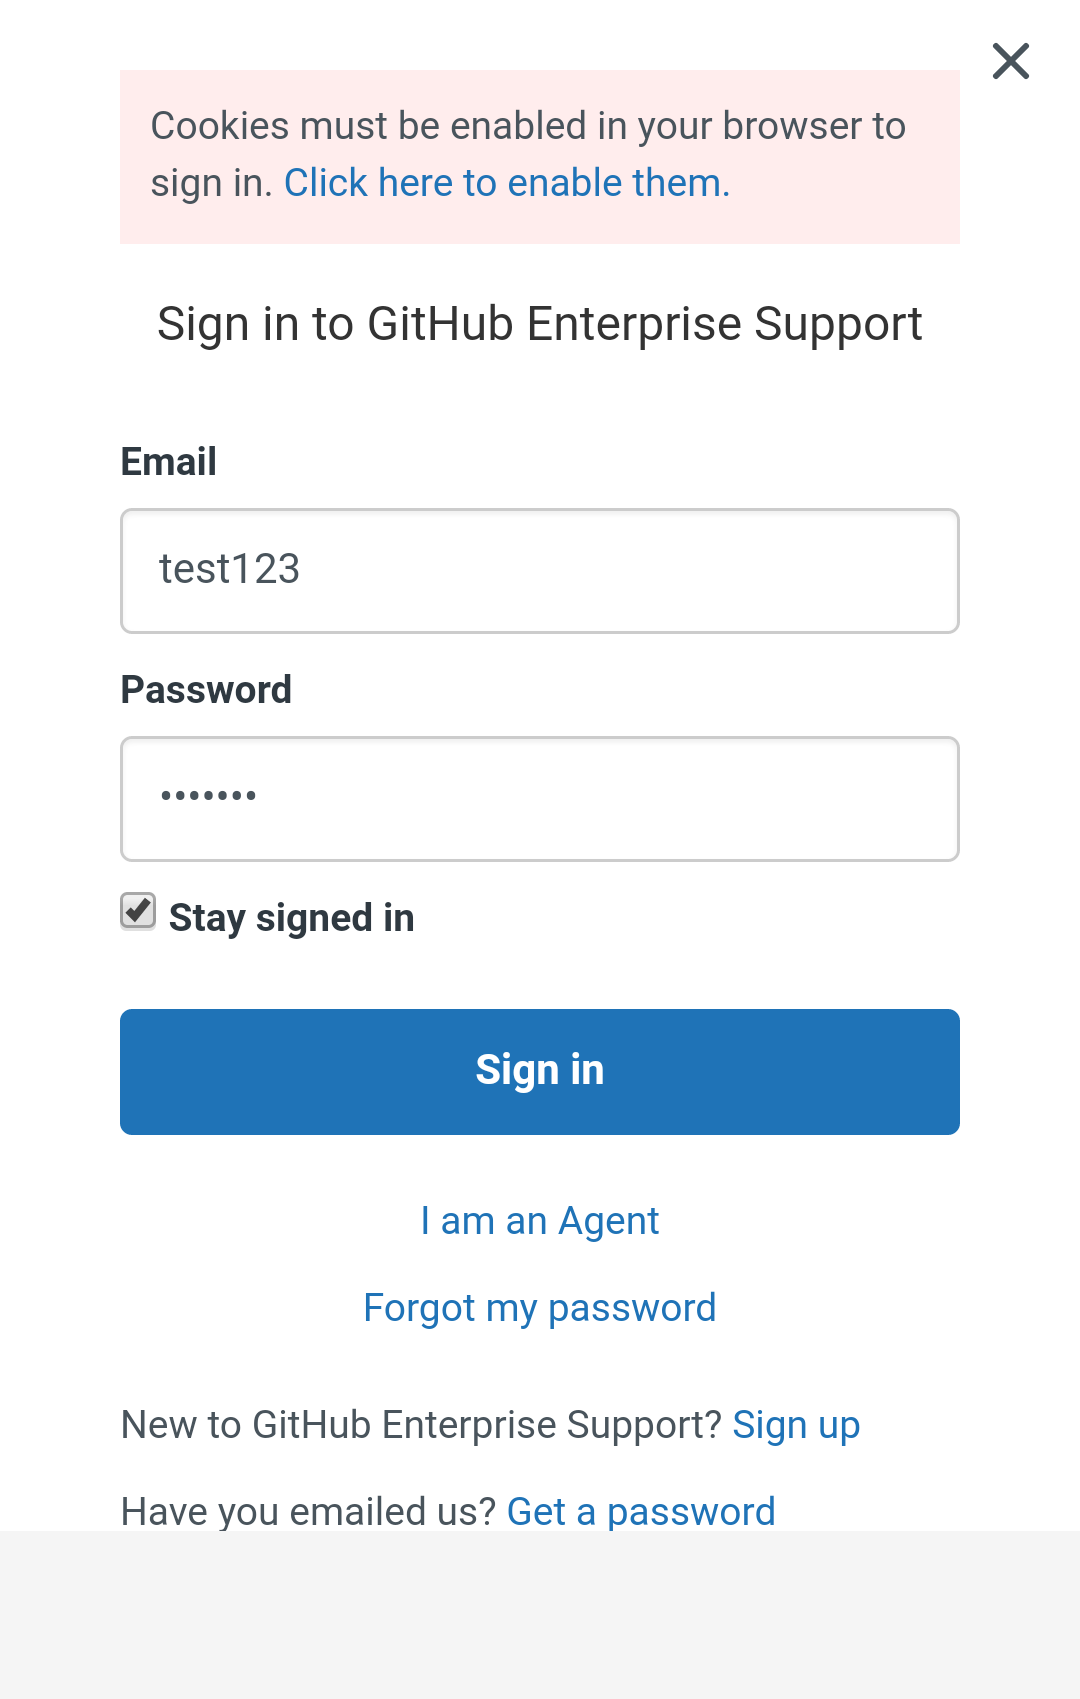 Cookies must be enabled in your browser to
sign in. Click here to enable them.
Sign in to GitHub Enterprise Support
Email
test123
Password
•••••••
Stay signed in
Sign in
I am an Agent
Forgot my password
New to GitHub Enterprise Support? Sign up
Have you emailed us? Get a password